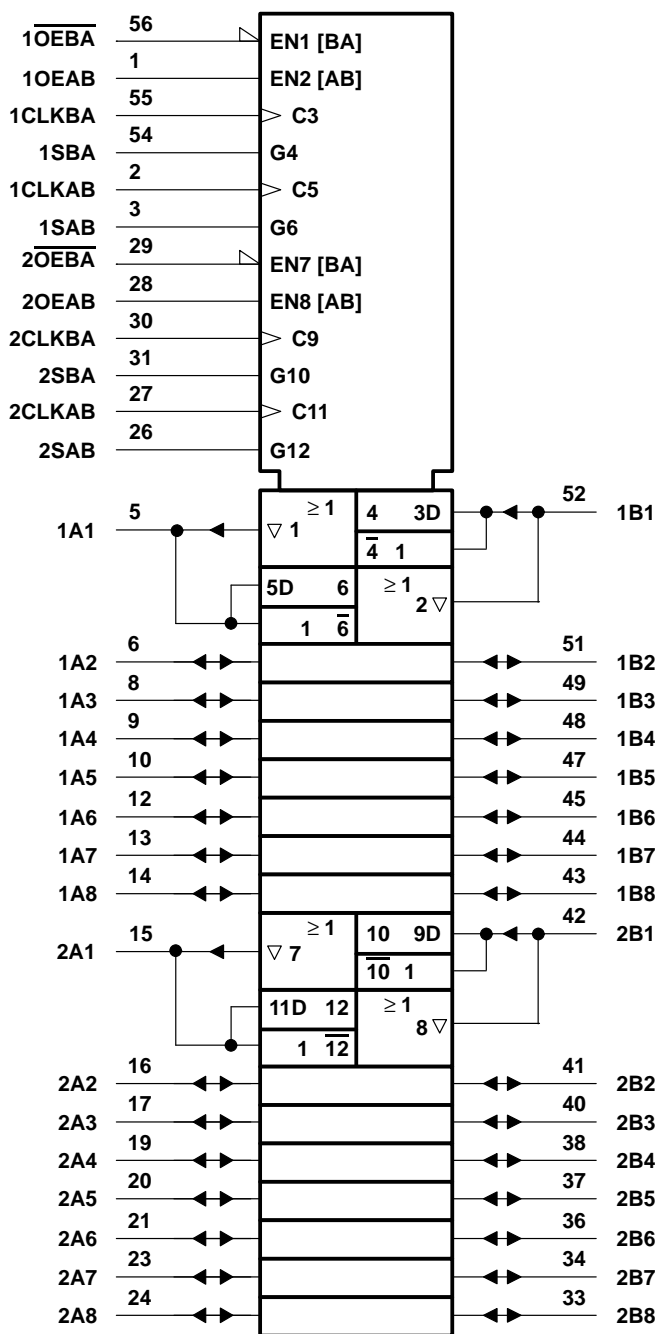 56
1O̅E̅B̅A̅ EN1 [BA]
1
1OEAB EN2 [AB]
55
1CLKBA C3
54
1SBA G4
2
1CLKAB C5
3
1SAB G6
29
2O̅E̅B̅A̅ EN7 [BA]
28
2OEAB EN8 [AB]
30
2CLKBA C9
31
2SBA G10
27
2CLKAB C11
26
2SAB G12
5 ≥ 1 4 3D 52
1A1 ▽ 1 1B1
4̅ 1
5D 6 ≥ 1
2 ▽
1 6̅
6 51
1A2 1B2
8 49
1A3 1B3
9 48
1A4 1B4
10 47
1A5 1B5
12 45
1A6 1B6
13 44
1A7 1B7
14 43
1A8 1B8
15 ≥ 1 10 9D 42
2A1 ▽ 7 2B1
1̅0̅ 1
11D 12 ≥ 1
8 ▽
1 1̅2̅
16 41
2A2 2B2
17 40
2A3 2B3
19 38
2A4 2B4
20 37
2A5 2B5
21 36
2A6 2B6
23 34
2A7 2B7
24 33
2A8 2B8